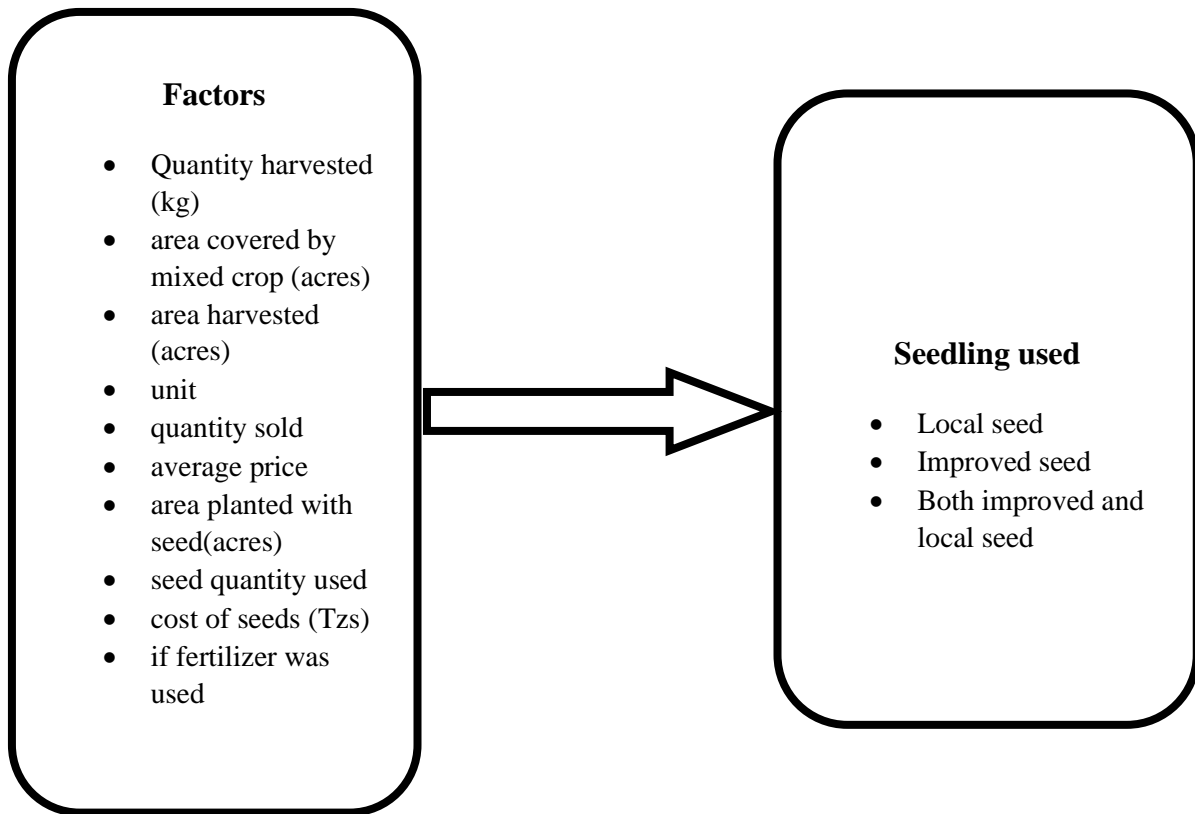 Factors
• Quantity harvested
(kg)
• area covered by
mixed crop (acres)
• area harvested
(acres)
• unit
• quantity sold
• average price
• area planted with
seed(acres)
• seed quantity used
• cost of seeds (Tzs)
• if fertilizer was
used
Seedling used
• Local seed
• Improved seed
• Both improved and
local seed